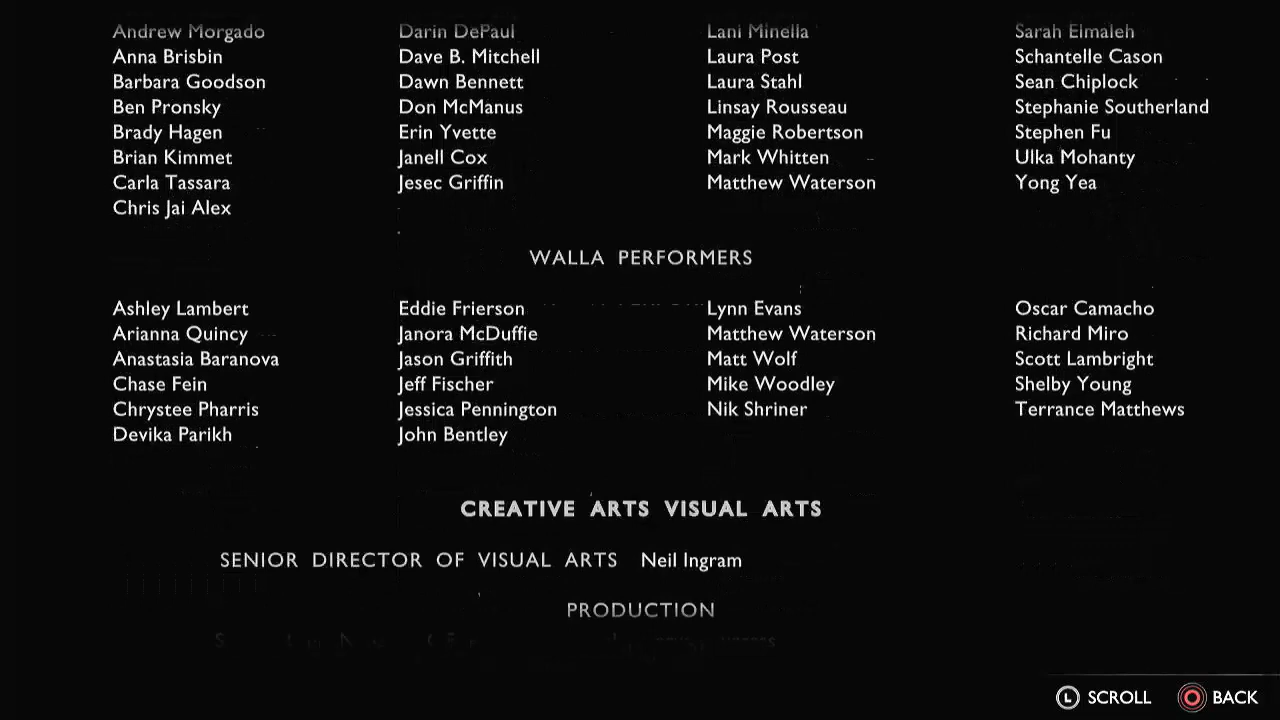 Andrew Morgado Darin DePaul Lani Minella Sarah Elmaleh
Anna Brisbin Dave B. Mitchell Laura Post Schantelle Cason
Barbara Goodson Dawn Bennett Laura Stahl Sean Chiplock
Ben Pronsky Don McManus Linsay Rousseau Stephanie Southerland
Brady Hagen Erin Yvette Maggie Robertson Stephen Fu
Brian Kimmet Janell Cox Mark Whitten Ulka Mohanty
Carla Tassara Jesec Griffin Matthew Waterson Yong Yea
Chris Jai Alex
WALLA PERFORMERS
Ashley Lambert Eddie Frierson Lynn Evans Oscar Camacho
Arianna Quincy Janora McDuffie Matthew Waterson Richard Miro
Anastasia Baranova Jason Griffith Matt Wolf Scott Lambright
Chase Fein Jeff Fischer Mike Woodley Shelby Young
Chrystee Pharris Jessica Pennington Nik Shriner Terrance Matthews
Devika Parikh John Bentley
CREATIVE ARTS VISUAL ARTS
SENIOR DIRECTOR OF VISUAL ARTS Neil Ingram
PRODUCTION
L SCROLL BACK